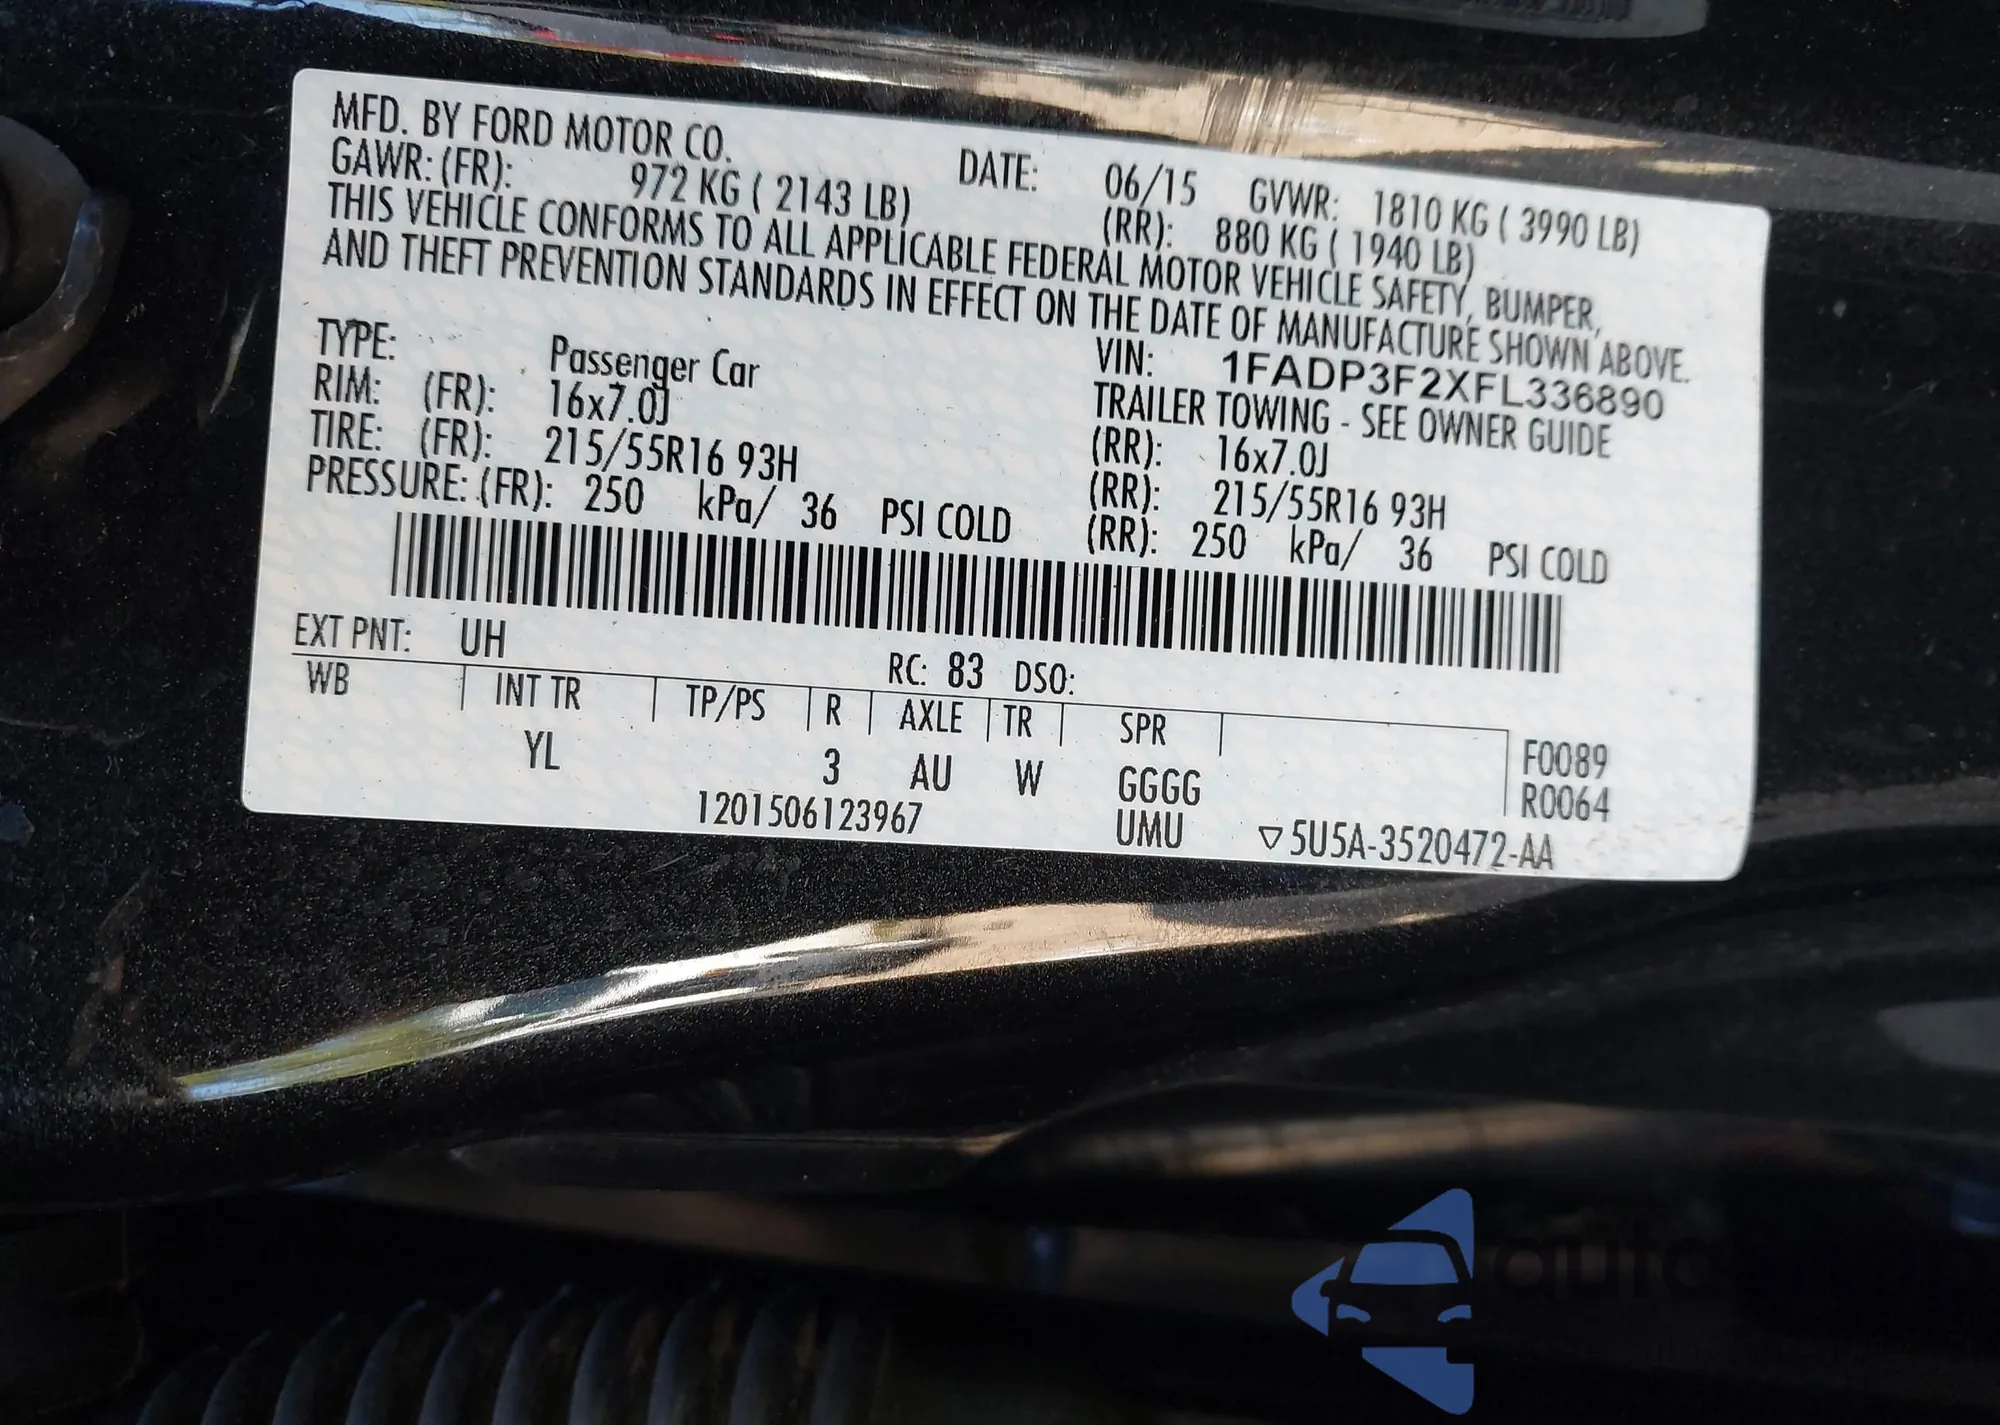 MFD. BY FORD MOTOR CO. DATE: 06/15 GVWR: 1810 KG ( 3990 LB)
GAWR: (FR): 972 KG ( 2143 LB) (RR): 880 KG ( 1940 LB)
THIS VEHICLE CONFORMS TO ALL APPLICABLE FEDERAL MOTOR VEHICLE SAFETY, BUMPER,
AND THEFT PREVENTION STANDARDS IN EFFECT ON THE DATE OF MANUFACTURE SHOWN ABOVE.
VIN: 1FADP3F2XFL336890
TYPE: Passenger Car TRAILER TOWING - SEE OWNER GUIDE
RIM: (FR): 16x7.0J (RR): 16x7.0J
TIRE: (FR): 215/55R16 93H (RR): 215/55R16 93H
PRESSURE: (FR): 250 kPa/ 36 PSI COLD (RR): 250 kPa/ 36 PSI COLD
EXT PNT: UH RC: 83 DSO:
WB INT TR TP/PS R AXLE TR SPR F0089
YL 3 AU W GGGG R0064
1201506123967 UMU ▽5U5A-3520472-AA